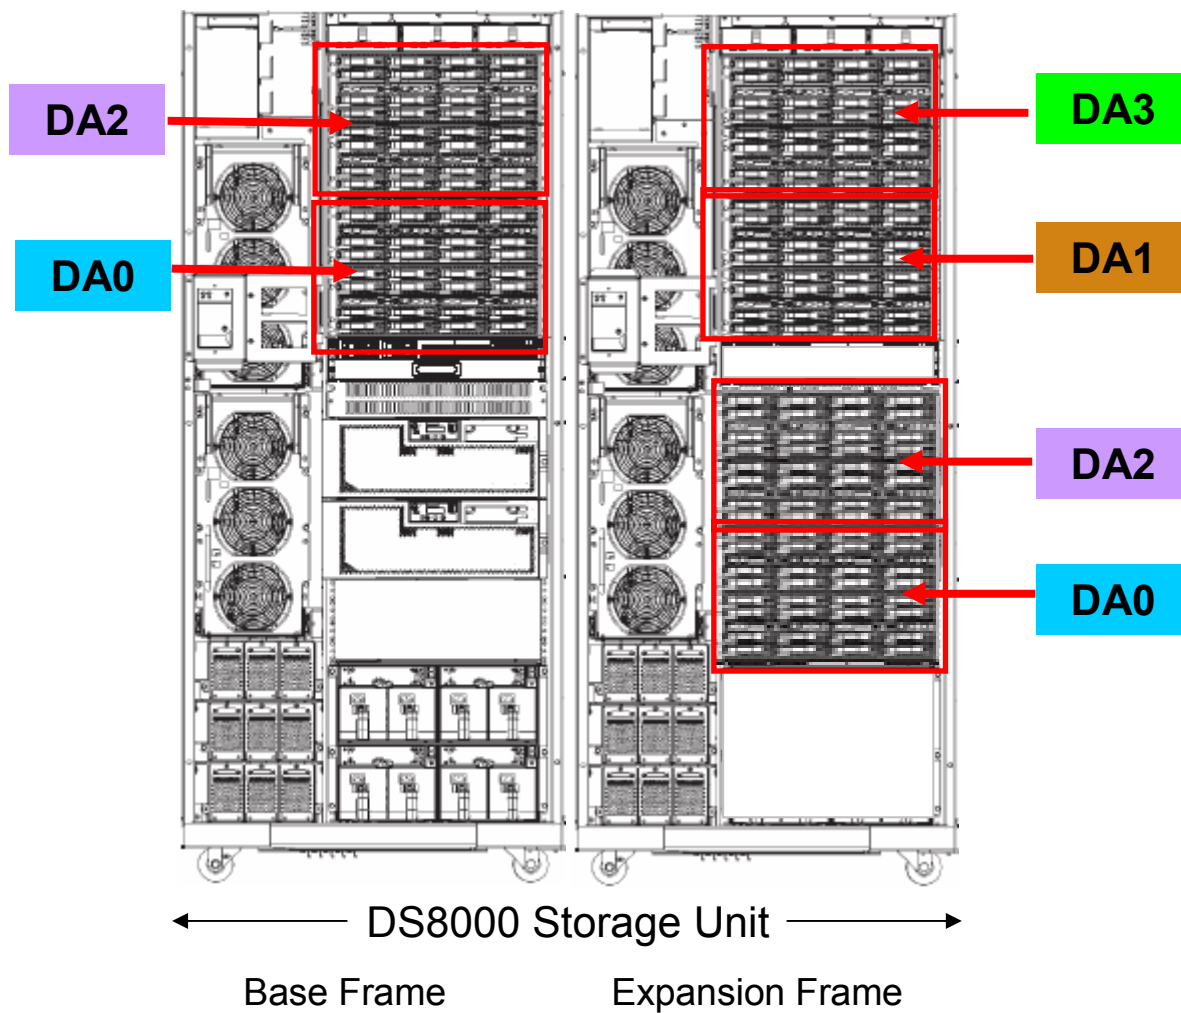 DA2
DA0
DA3
DA1
DA2
DA0
DS8000 Storage Unit
Base Frame
Expansion Frame